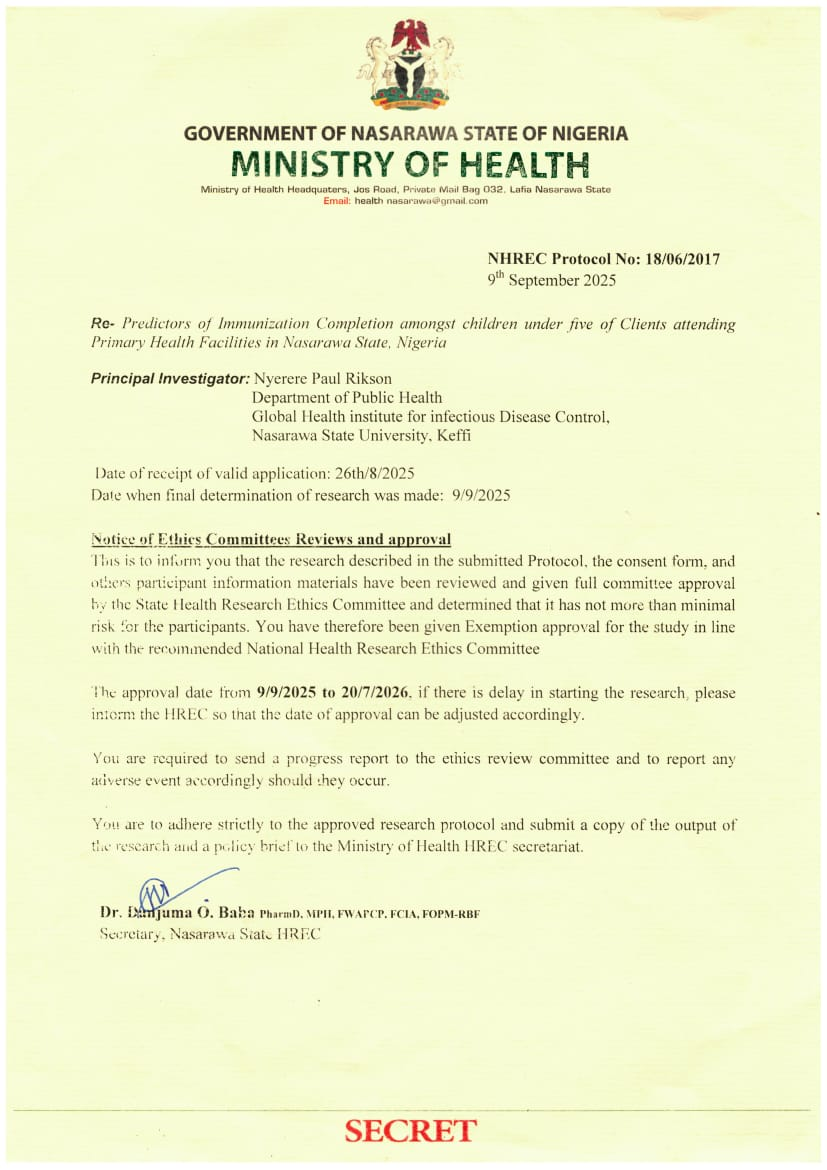 GOVERNMENT OF NASARAWA STATE OF NIGERIA
MINISTRY OF HEALTH
Ministry of Health Headquaters, Jos Road, Private Mail Bag 032, Lafia Nasarawa State
Email: health nasarawa@gmail.com
NHREC Protocol No: 18/06/2017
9th September 2025
Re- Predictors of Immunization Completion amongst children under five of Clients attending
Primary Health Facilities in Nasarawa State, Nigeria
Principal Investigator: Nyerere Paul Rikson
Department of Public Health
Global Health institute for infectious Disease Control,
Nasarawa State University, Keffi
Date of receipt of valid application: 26th/8/2025
Date when final determination of research was made: 9/9/2025
Notice of Ethics Committees Reviews and approval
This is to inform you that the research described in the submitted Protocol, the consent form, and
others participant information materials have been reviewed and given full committee approval
by the State Health Research Ethics Committee and determined that it has not more than minimal
risk for the participants. You have therefore been given Exemption approval for the study in line
with the recommended National Health Research Ethics Committee
The approval date from 9/9/2025 to 20/7/2026, if there is delay in starting the research, please
inform the HREC so that the date of approval can be adjusted accordingly.
You are required to send a progress report to the ethics review committee and to report any
adverse event accordingly should they occur.
You are to adhere strictly to the approved research protocol and submit a copy of the output of
the research and a policy brief to the Ministry of Health HREC secretariat.
Dr. Danjuma O. Baba PharmD, MPH, FWAPCP, FCIA, FOPM-RBF
Secretary, Nasarawa State HREC
SECRET